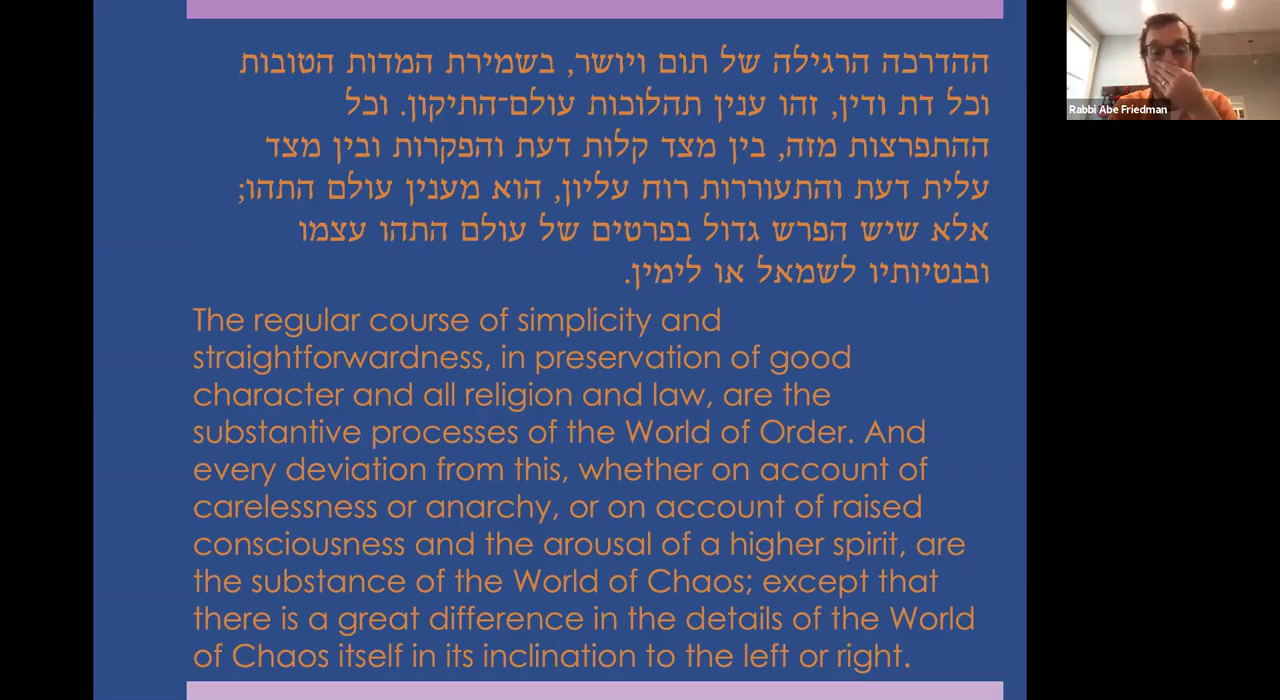 ההדרכה הרגילה של תום ויושר, בשמירת המדות הטובות
וכל דת ודין, זהו ענין תהלוכות עולם-התיקון. וכל
ההתפרצות מזה, בין מצד קלות דעת והפקרות ובין מצד
עלית דעת והתעוררות רוח עליון, הוא מענין עולם התהו;
אלא שיש הפרש גדול בפרטים של עולם התהו עצמו
ובנטיותיו לשמאל או לימין.
The regular course of simplicity and
straightforwardness, in preservation of good
character and all religion and law, are the
substantive processes of the World of Order. And
every deviation from this, whether on account of
carelessness or anarchy, or on account of raised
consciousness and the arousal of a higher spirit, are
the substance of the World of Chaos; except that
there is a great difference in the details of the World
of Chaos itself in its inclination to the left or right.
Rabbi Abe Friedman